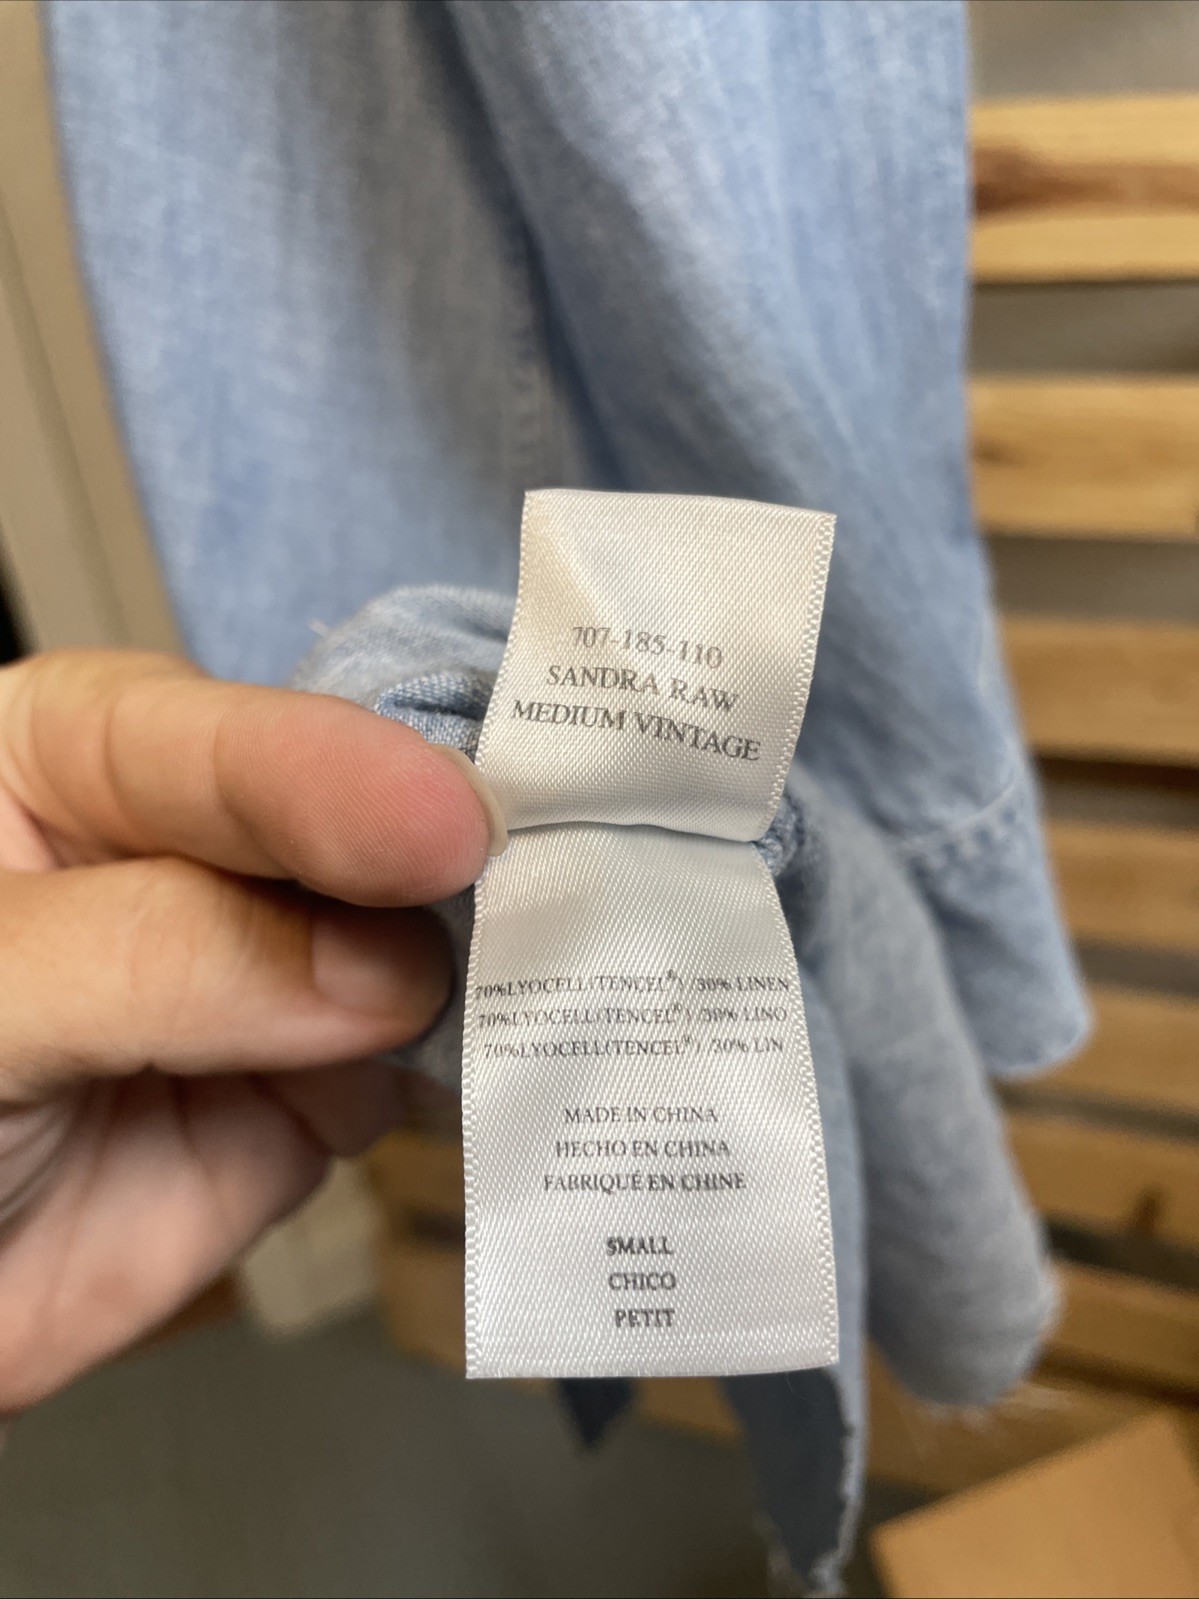 707-185-110
SANDRA RAW
MEDIUM VINTAGE
70%LYOCELL(TENCEL®) /30% LINEN
70%LYOCELL(TENCEL®) /30% LINO
70%LYOCELL(TENCEL®) /30% LIN
MADE IN CHINA
HECHO EN CHINA
FABRIQUÉ EN CHINE
SMALL
CHICO
PETIT